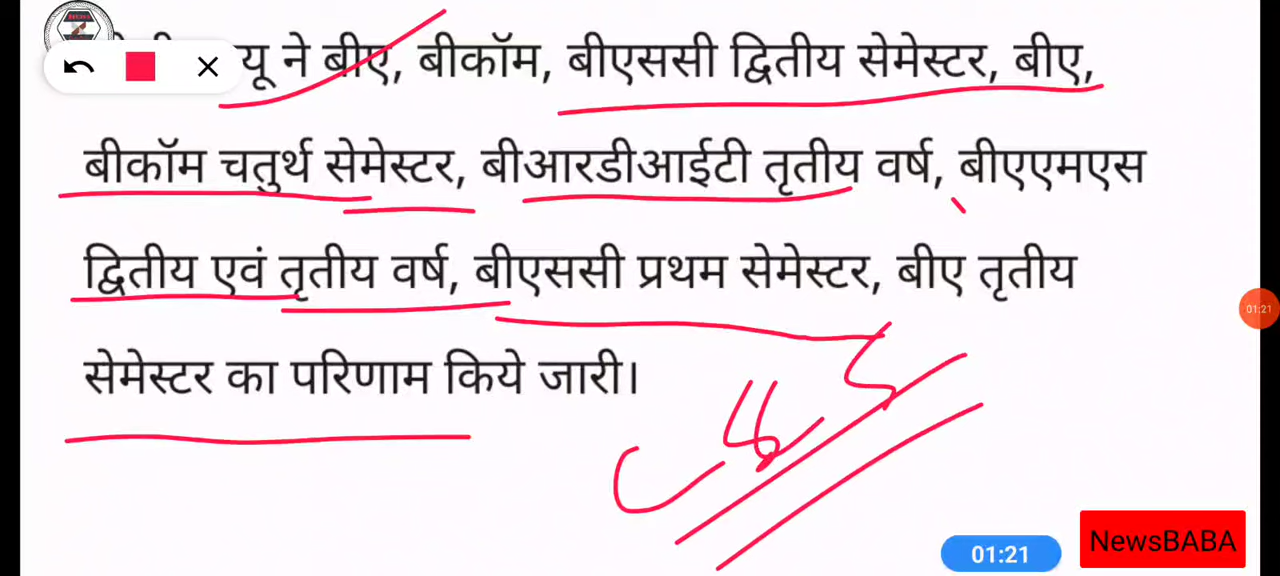 यू ने बीए, बीकॉम, बीएससी द्वितीय सेमेस्टर, बीए,
बीकॉम चतुर्थ सेमेस्टर, बीआरडीआईटी तृतीय वर्ष, बीएएमएस
द्वितीय एवं तृतीय वर्ष, बीएससी प्रथम सेमेस्टर, बीए तृतीय
01:21
सेमेस्टर का परिणाम किये जारी।
NewsBABA
01:21